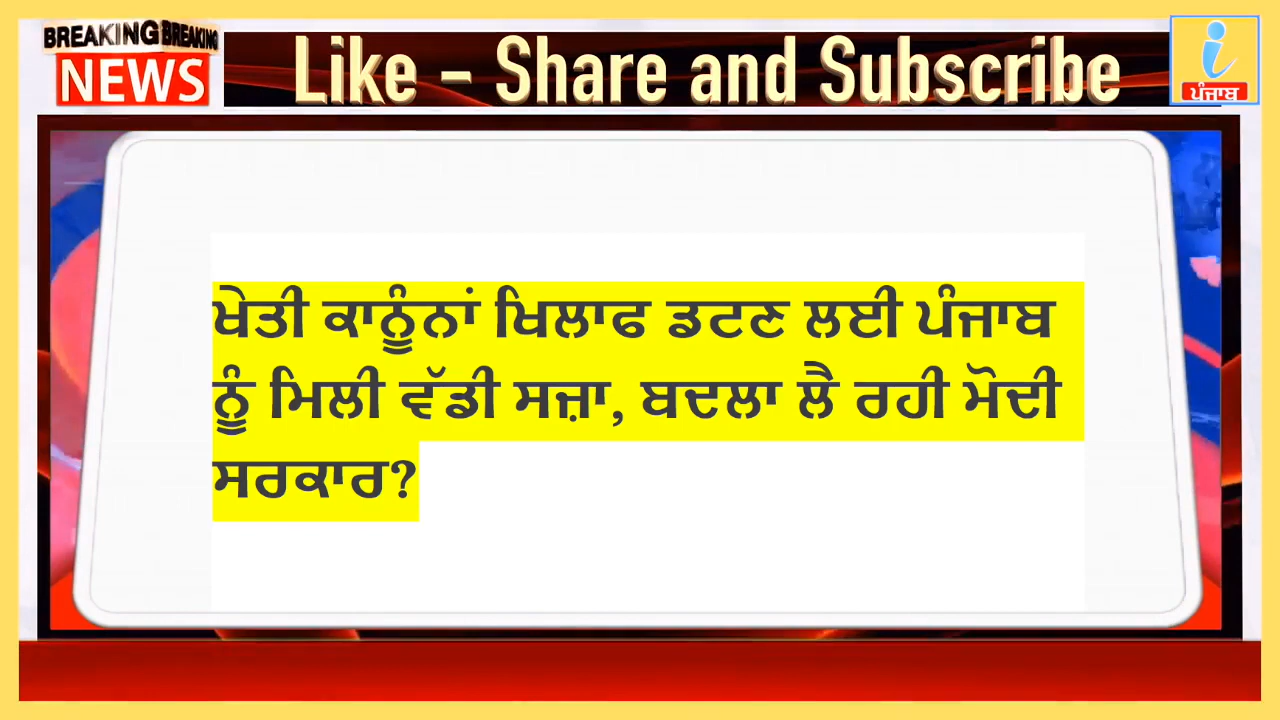 BREAKING BREAKING
NEWS
Like - Share and Subscribe
i
ਪੰਜਾਬ
ਖੇਤੀ ਕਾਨੂੰਨਾਂ ਖਿਲਾਫ ਡਟਣ ਲਈ ਪੰਜਾਬ
ਨੂੰ ਮਿਲੀ ਵੱਡੀ ਸਜ਼ਾ, ਬਦਲਾ ਲੈ ਰਹੀ ਮੋਦੀ
ਸਰਕਾਰ?